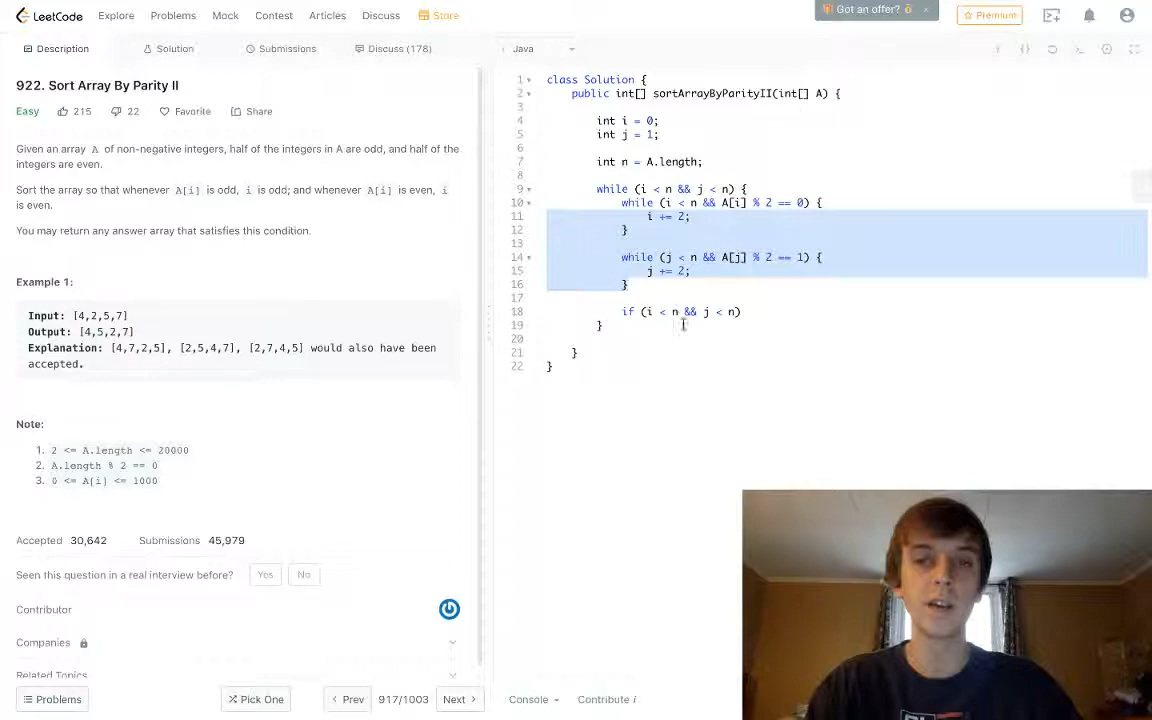 LeetCode Explore Problems Mock Contest Articles Discuss Store Got an offer? × Premium
Description Solution Submissions Discuss (178) Java
922. Sort Array By Parity II
Easy 215 22 Favorite Share
Given an array A of non-negative integers, half of the integers in A are odd, and half of the
integers are even.
Sort the array so that whenever A[i] is odd, i is odd; and whenever A[i] is even, i
is even.
You may return any answer array that satisfies this condition.
Example 1:
Input: [4,2,5,7]
Output: [4,5,2,7]
Explanation: [4,7,2,5], [2,5,4,7], [2,7,4,5] would also have been
accepted.
Note:
1. 2 <= A.length <= 20000
2. A.length % 2 == 0
3. 0 <= A[i] <= 1000
Accepted 30,642 Submissions 45,979
Seen this question in a real interview before? Yes No
Contributor
Companies
Related Topics
Problems Pick One < Prev 917/1003 Next >
1 class Solution {
2 public int[] sortArrayByParityII(int[] A) {
3
4 int i = 0;
5 int j = 1;
6
7 int n = A.length;
8
9 while (i < n && j < n) {
10 while (i < n && A[i] % 2 == 0) {
11 i += 2;
12 }
13
14 while (j < n && A[j] % 2 == 1) {
15 j += 2;
16 }
17
18 if (i < n && j < n)
19 }
20
21 }
22 }
Console Contribute i